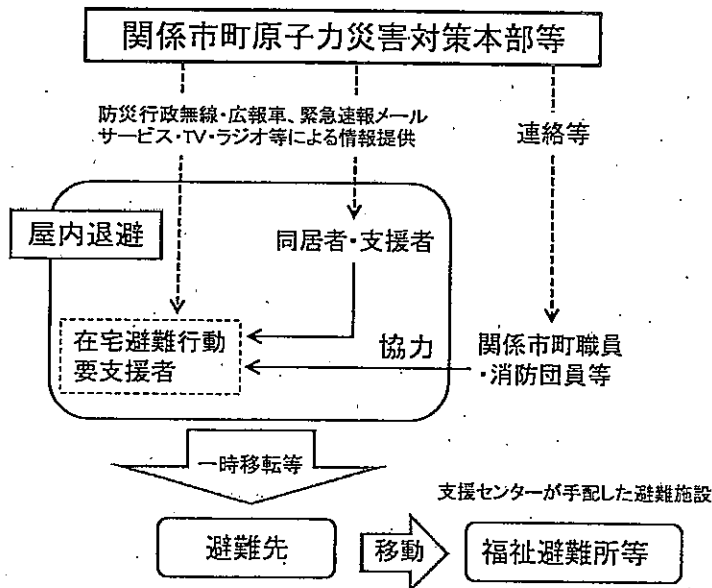 関係市町原子力災害対策本部等
防災行政無線・広報車、緊急速報メール
サービス・TV・ラジオ等による情報提供
連絡等
屋内退避
同居者・支援者
在宅避難行動
要支援者
協力
関係市町職員
・消防団員等
一時移転等
支援センターが手配した避難施設
避難先
移動
福祉避難所等